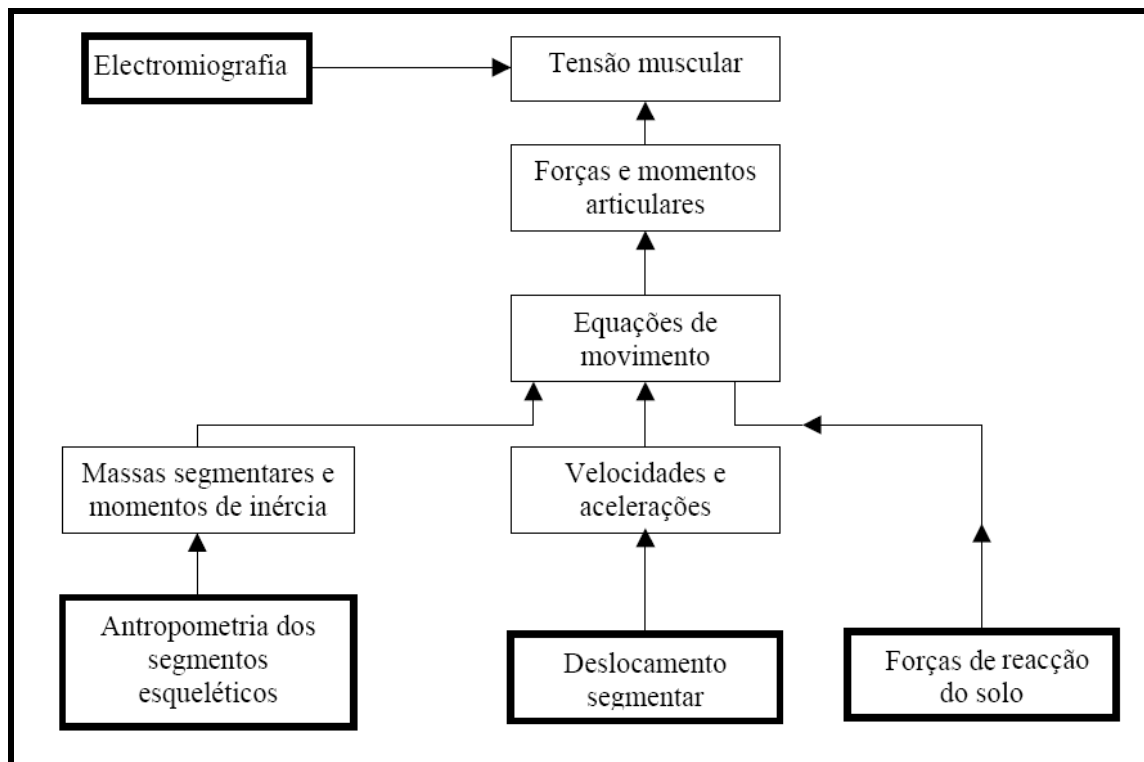 Electromiografia
Tensão muscular
Forças e momentos
articulares
Equações de
movimento
Massas segmentares e
momentos de inércia
Velocidades e
acelerações
Antropometria dos
segmentos
esqueléticos
Deslocamento
segmentar
Forças de reacção
do solo